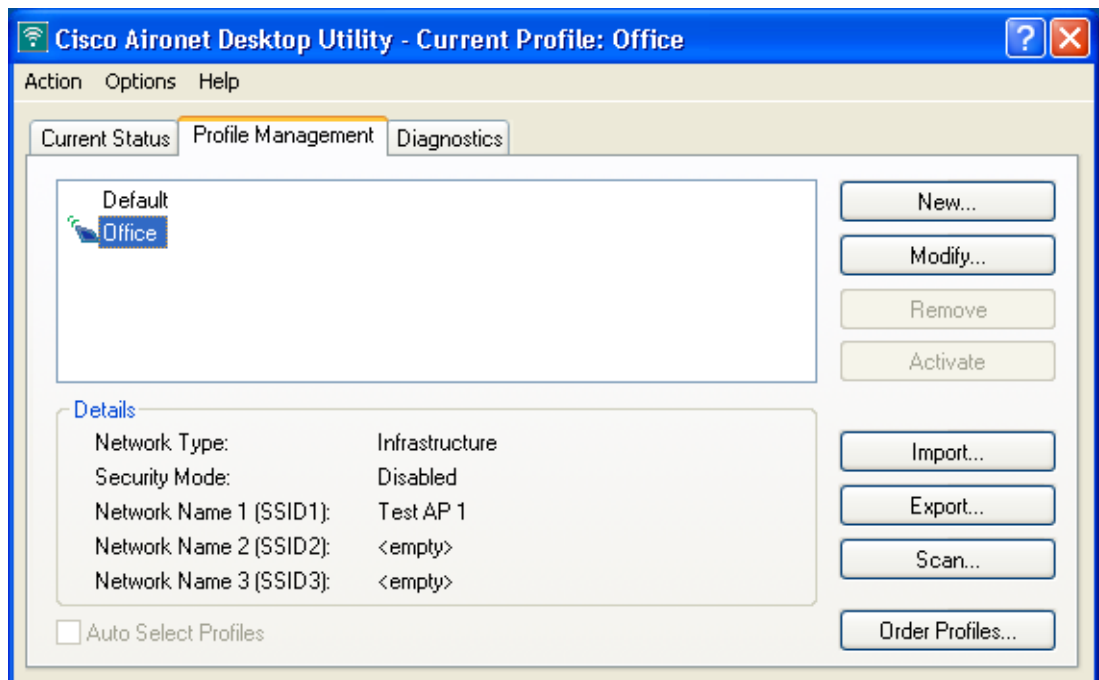 Cisco Aironet Desktop Utility - Current Profile: Office
Action Options Help
Current Status Profile Management Diagnostics
Default
Office
New...
Modify...
Remove
Activate
Details
Network Type: Infrastructure
Security Mode: Disabled
Network Name 1 (SSID1): Test AP 1
Network Name 2 (SSID2): <empty>
Network Name 3 (SSID3): <empty>
Import...
Export...
Scan...
Auto Select Profiles
Order Profiles...